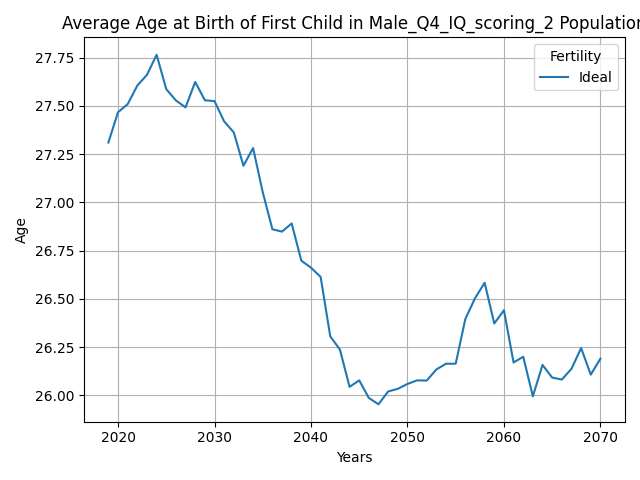 Average Age at Birth of First Child in Male_Q4_IQ_scoring_2 Population
Fertility
Ideal
27.75
27.50
27.25
27.00
26.75
26.50
26.25
26.00
Age
2020 2030 2040 2050 2060 2070
Years